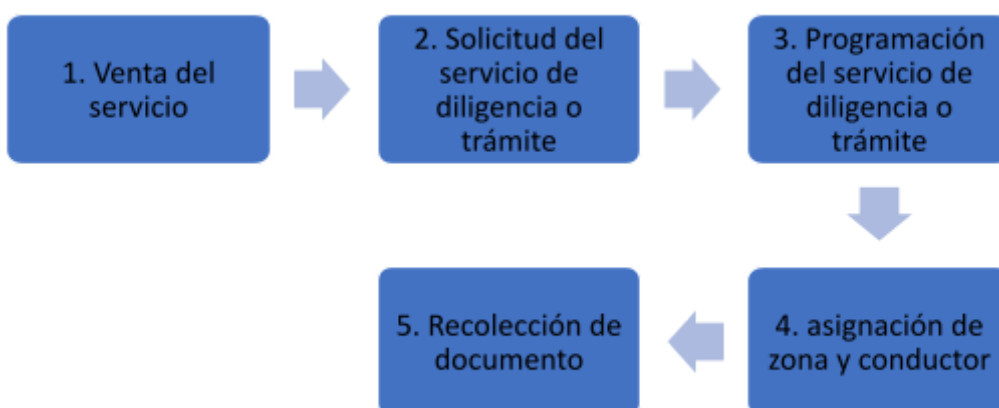 1. Venta del
servicio
2. Solicitud del
servicio de
diligencia o
trámite
3. Programación
del servicio de
diligencia o
trámite
4. asignación de
zona y conductor
5. Recolección de
documento